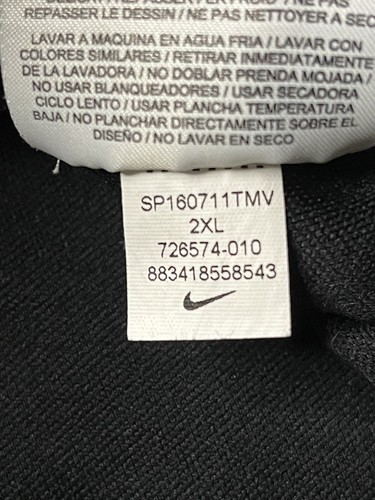 REPASSER LE DESSIN / NE PAS NETTOYER A SEC
LAVAR A MAQUINA EN AGUA FRIA / LAVAR CON
COLORES SIMILARES / RETIRAR INMEDIATAMENTE
DE LA LAVADORA / NO DOBLAR PRENDA MOJADA /
NO USAR BLANQUEADORES / USAR SECADORA
CICLO LENTO / USAR PLANCHA TEMPERATURA
BAJA / NO PLANCHAR DIRECTAMENTE SOBRE EL
DISEÑO / NO LAVAR EN SECO
SP160711TMV
2XL
726574-010
883418558543